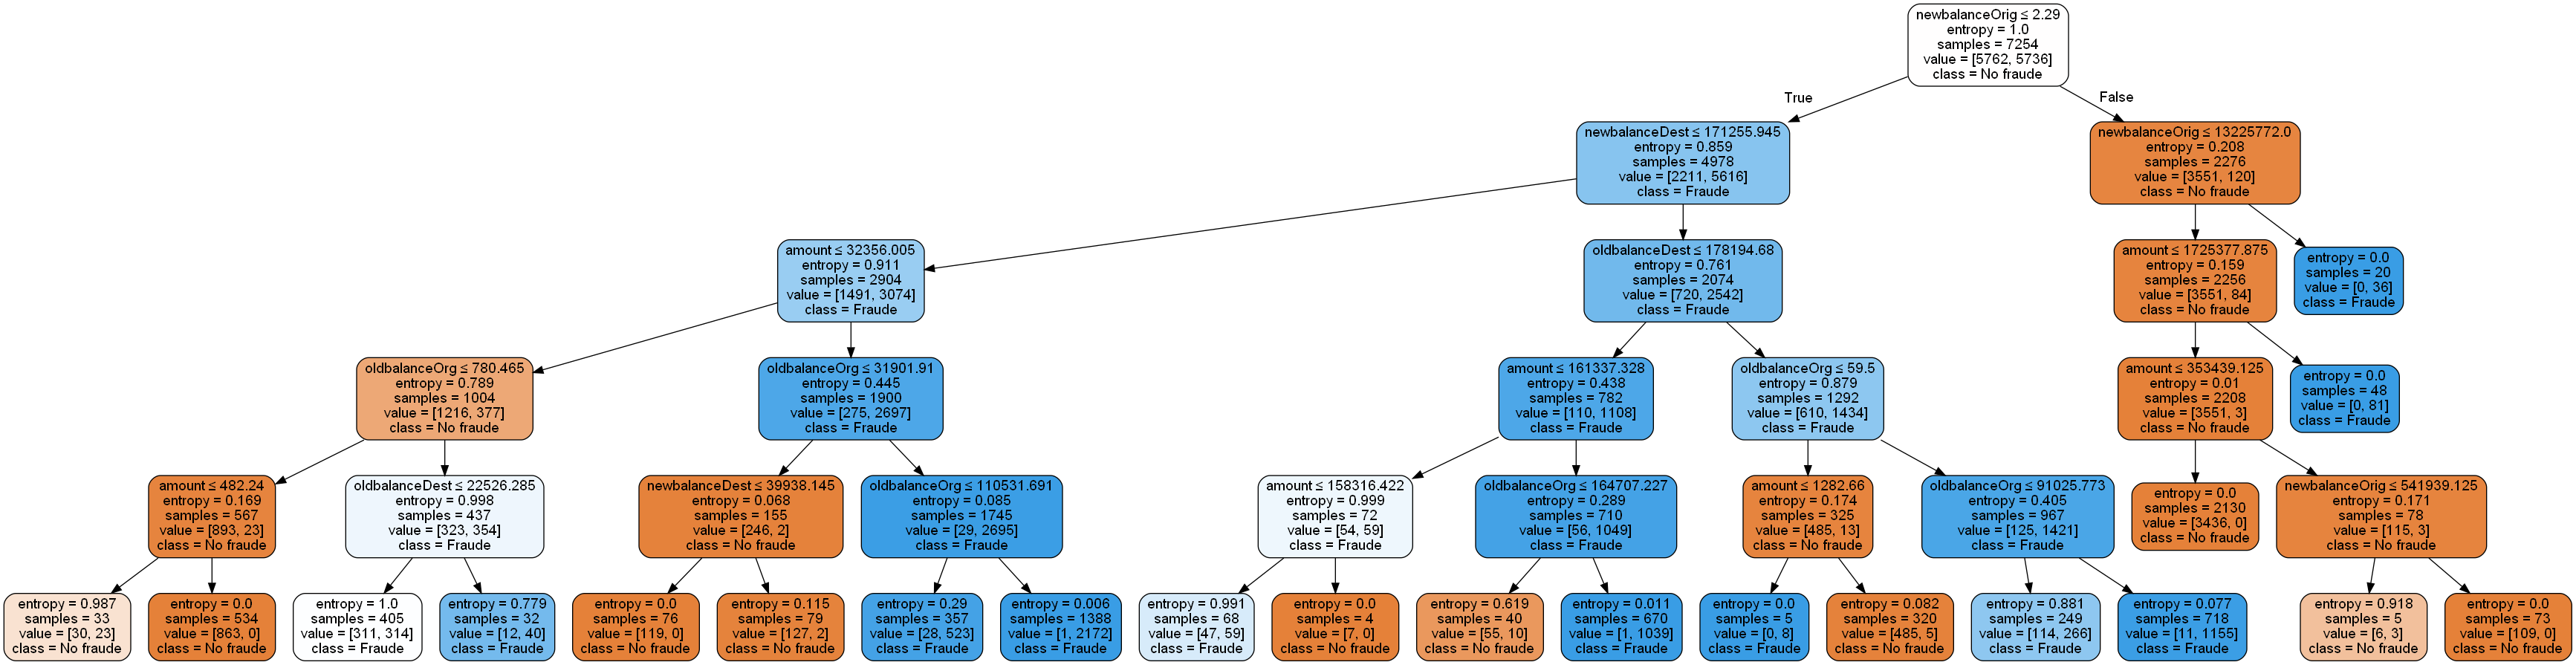 newbalanceOrig ≤ 2.29
entropy = 1.0
samples = 7254
value = [5762, 5736]
class = No fraude
True
False
newbalanceDest ≤ 171255.945
entropy = 0.859
samples = 4978
value = [2211, 5616]
class = Fraude
newbalanceOrig ≤ 13225772.0
entropy = 0.208
samples = 2276
value = [3551, 120]
class = No fraude
amount ≤ 32356.005
entropy = 0.911
samples = 2904
value = [1491, 3074]
class = Fraude
oldbalanceDest ≤ 178194.68
entropy = 0.761
samples = 2074
value = [720, 2542]
class = Fraude
amount ≤ 1725377.875
entropy = 0.159
samples = 2256
value = [3551, 84]
class = No fraude
entropy = 0.0
samples = 20
value = [0, 36]
class = Fraude
oldbalanceOrg ≤ 780.465
entropy = 0.789
samples = 1004
value = [1216, 377]
class = No fraude
oldbalanceOrg ≤ 31901.91
entropy = 0.445
samples = 1900
value = [275, 2697]
class = Fraude
amount ≤ 161337.328
entropy = 0.438
samples = 782
value = [110, 1108]
class = Fraude
oldbalanceOrg ≤ 59.5
entropy = 0.879
samples = 1292
value = [610, 1434]
class = Fraude
amount ≤ 353439.125
entropy = 0.01
samples = 2208
value = [3551, 3]
class = No fraude
entropy = 0.0
samples = 48
value = [0, 81]
class = Fraude
amount ≤ 482.24
entropy = 0.169
samples = 567
value = [893, 23]
class = No fraude
oldbalanceDest ≤ 22526.285
entropy = 0.998
samples = 437
value = [323, 354]
class = Fraude
newbalanceDest ≤ 39938.145
entropy = 0.068
samples = 155
value = [246, 2]
class = No fraude
oldbalanceOrg ≤ 110531.691
entropy = 0.085
samples = 1745
value = [29, 2695]
class = Fraude
amount ≤ 158316.422
entropy = 0.999
samples = 72
value = [54, 59]
class = Fraude
oldbalanceOrg ≤ 164707.227
entropy = 0.289
samples = 710
value = [56, 1049]
class = Fraude
amount ≤ 1282.66
entropy = 0.174
samples = 325
value = [485, 13]
class = No fraude
oldbalanceOrg ≤ 91025.773
entropy = 0.405
samples = 967
value = [125, 1421]
class = Fraude
entropy = 0.0
samples = 2130
value = [3436, 0]
class = No fraude
newbalanceOrig ≤ 541939.125
entropy = 0.171
samples = 78
value = [115, 3]
class = No fraude
entropy = 0.987
samples = 33
value = [30, 23]
class = No fraude
entropy = 0.0
samples = 534
value = [863, 0]
class = No fraude
entropy = 1.0
samples = 405
value = [311, 314]
class = Fraude
entropy = 0.779
samples = 32
value = [12, 40]
class = Fraude
entropy = 0.0
samples = 76
value = [119, 0]
class = No fraude
entropy = 0.115
samples = 79
value = [127, 2]
class = No fraude
entropy = 0.29
samples = 357
value = [28, 523]
class = Fraude
entropy = 0.006
samples = 1388
value = [1, 2172]
class = Fraude
entropy = 0.991
samples = 68
value = [47, 59]
class = Fraude
entropy = 0.0
samples = 4
value = [7, 0]
class = No fraude
entropy = 0.619
samples = 40
value = [55, 10]
class = No fraude
entropy = 0.011
samples = 670
value = [1, 1039]
class = Fraude
entropy = 0.0
samples = 5
value = [0, 8]
class = Fraude
entropy = 0.082
samples = 320
value = [485, 5]
class = No fraude
entropy = 0.881
samples = 249
value = [114, 266]
class = Fraude
entropy = 0.077
samples = 718
value = [11, 1155]
class = Fraude
entropy = 0.918
samples = 5
value = [6, 3]
class = No fraude
entropy = 0.0
samples = 73
value = [109, 0]
class = No fraude